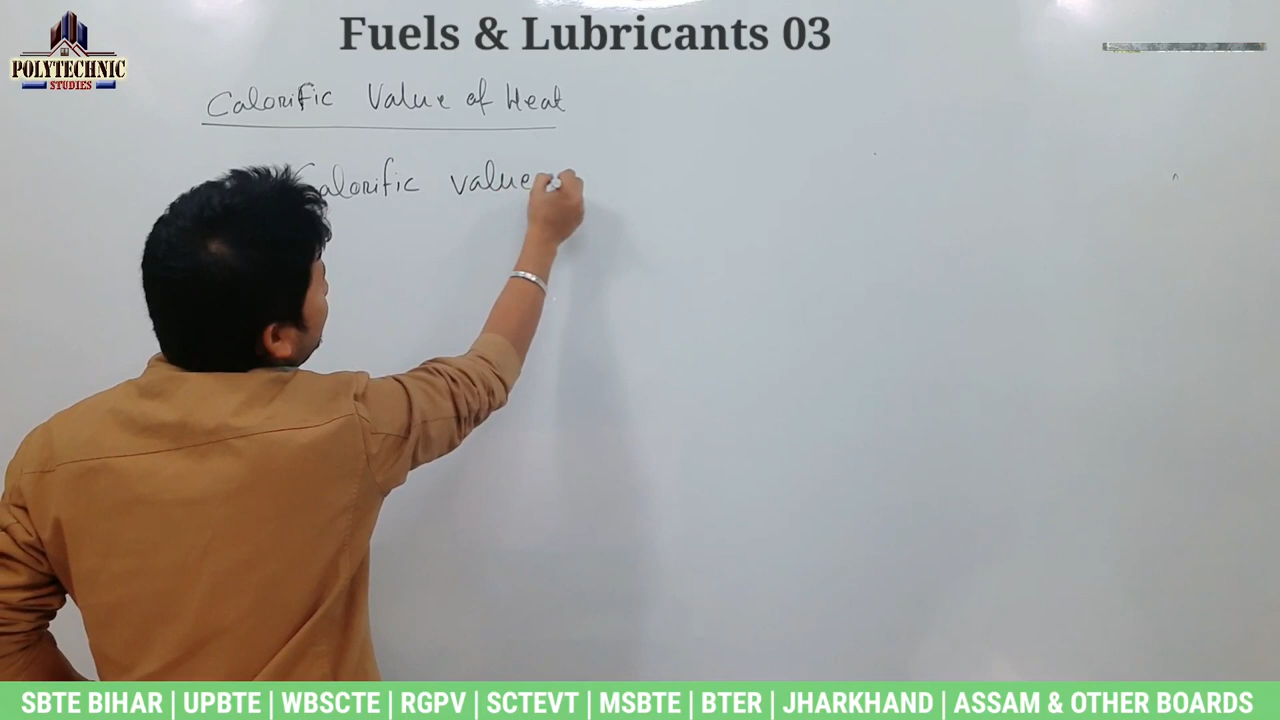 Fuels & Lubricants 03
POLYTECHNIC
STUDIES
Calorific Value of Heat
Calorific value
SBTE BIHAR | UPBTE | WBSCTE | RGPV | SCTEVT | MSBTE | BTER | JHARKHAND | ASSAM & OTHER BOARDS